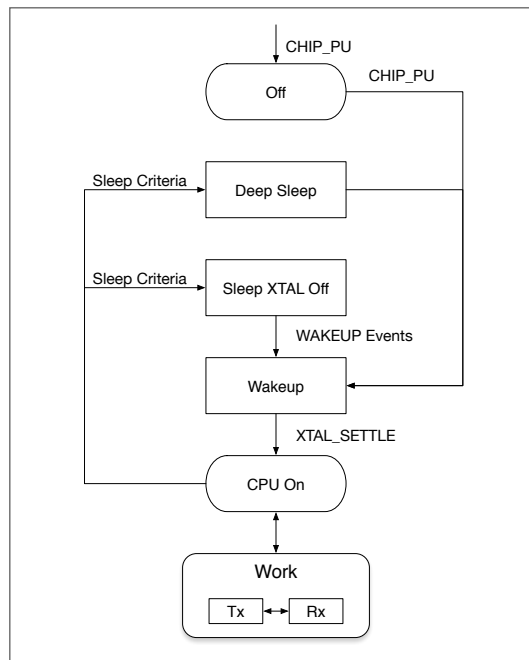 CHIP_PU
Off
CHIP_PU
Sleep Criteria
Deep Sleep
Sleep Criteria
Sleep XTAL Off
WAKEUP Events
Wakeup
XTAL_SETTLE
CPU On
Work
Tx
Rx